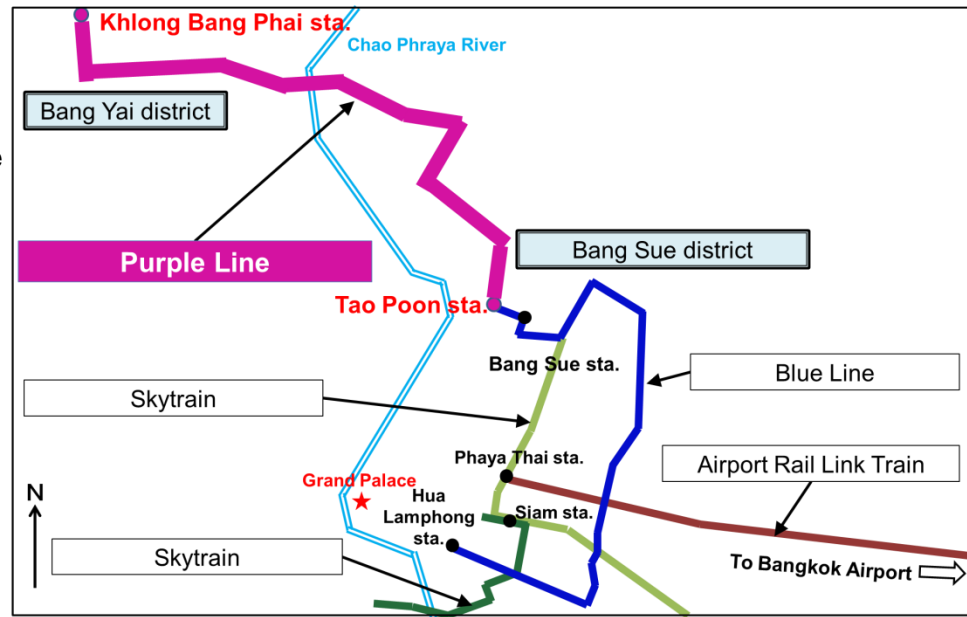 Khlong Bang Phai sta.
Chao Phraya River
Bang Yai district
e
Purple Line
Bang Sue district
Tao Poon sta.
Bang Sue sta.
Blue Line
Skytrain
Phaya Thai sta.
Airport Rail Link Train
Grand Palace
N
Hua
Lamphong
sta.
Siam sta.
Skytrain
To Bangkok Airport